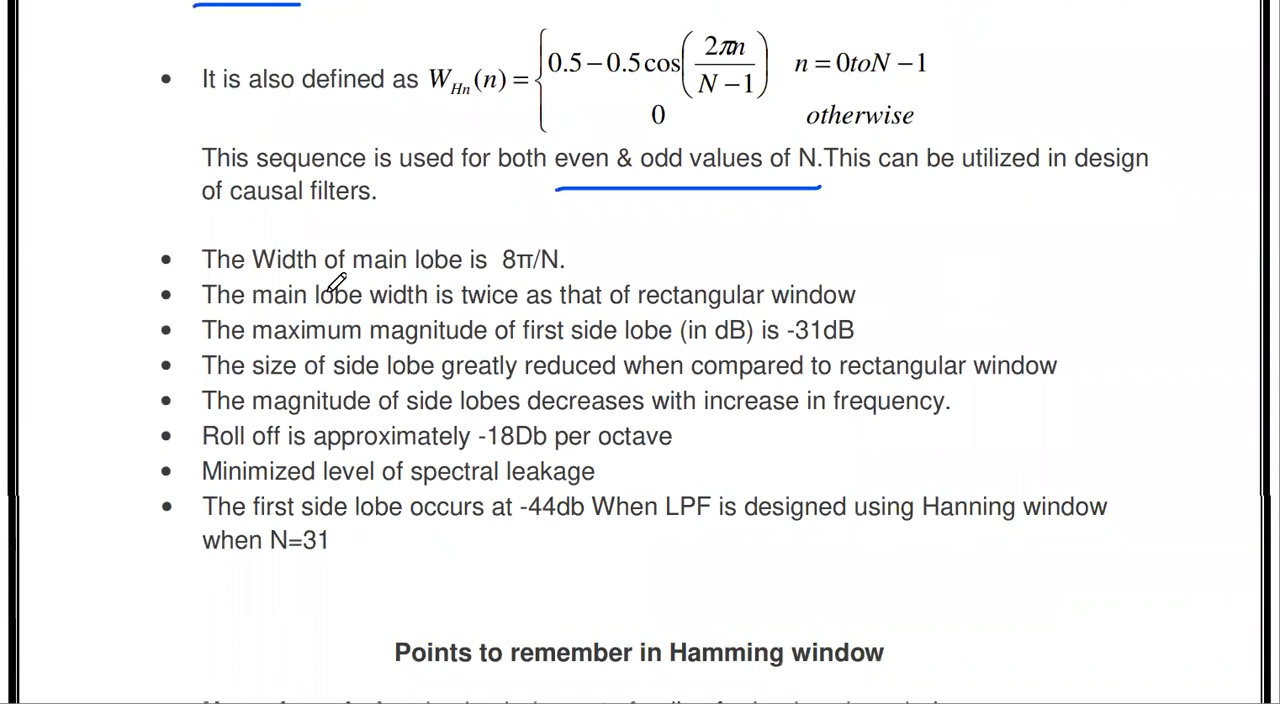 • It is also defined as W_Hn(n) = { 0.5 − 0.5 cos(2πn / N − 1)   n = 0toN − 1
0   otherwise
This sequence is used for both even & odd values of N.This can be utilized in design
of causal filters.
• The Width of main lobe is  8π/N.
• The main lobe width is twice as that of rectangular window
• The maximum magnitude of first side lobe (in dB) is -31dB
• The size of side lobe greatly reduced when compared to rectangular window
• The magnitude of side lobes decreases with increase in frequency.
• Roll off is approximately -18Db per octave
• Minimized level of spectral leakage
• The first side lobe occurs at -44db When LPF is designed using Hanning window
when N=31
Points to remember in Hamming window